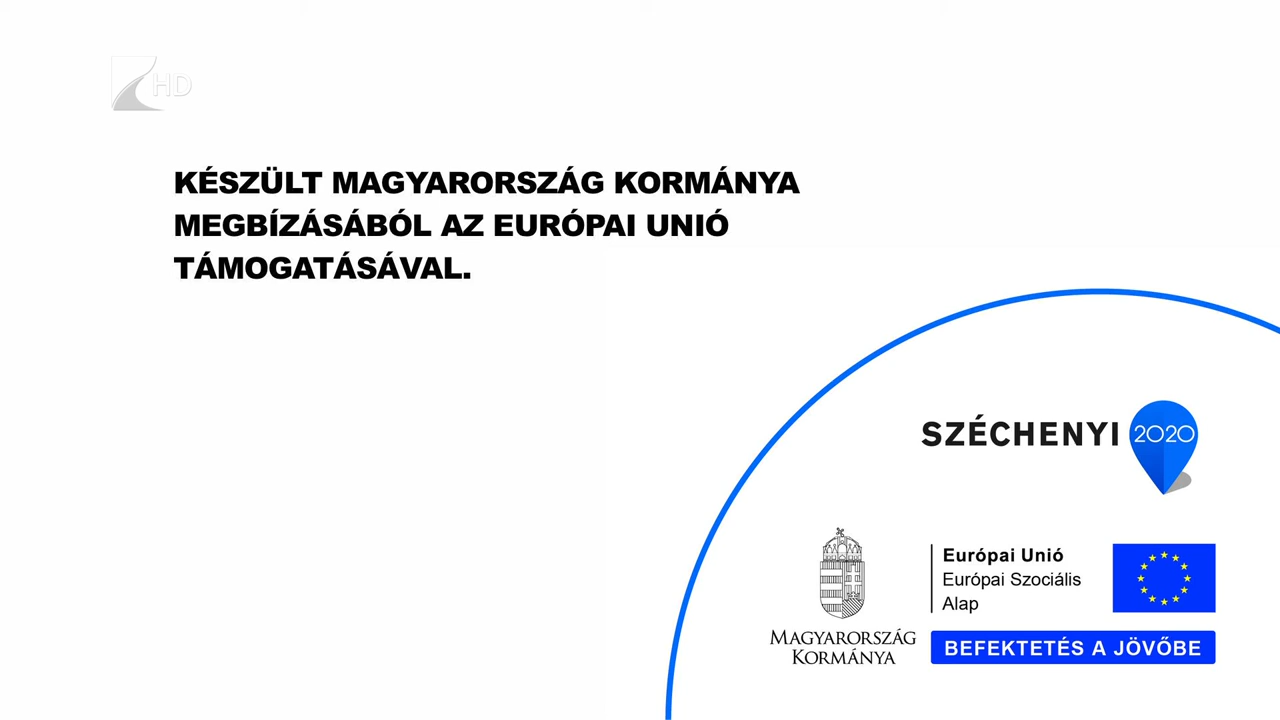 HD
KÉSZÜLT MAGYARORSZÁG KORMÁNYA
MEGBÍZÁSÁBÓL AZ EURÓPAI UNIÓ
TÁMOGATÁSÁVAL.
SZÉCHENYI 2020
Európai Unió
Európai Szociális
Alap
MAGYARORSZÁG
KORMÁNYA
BEFEKTETÉS A JÖVŐBE